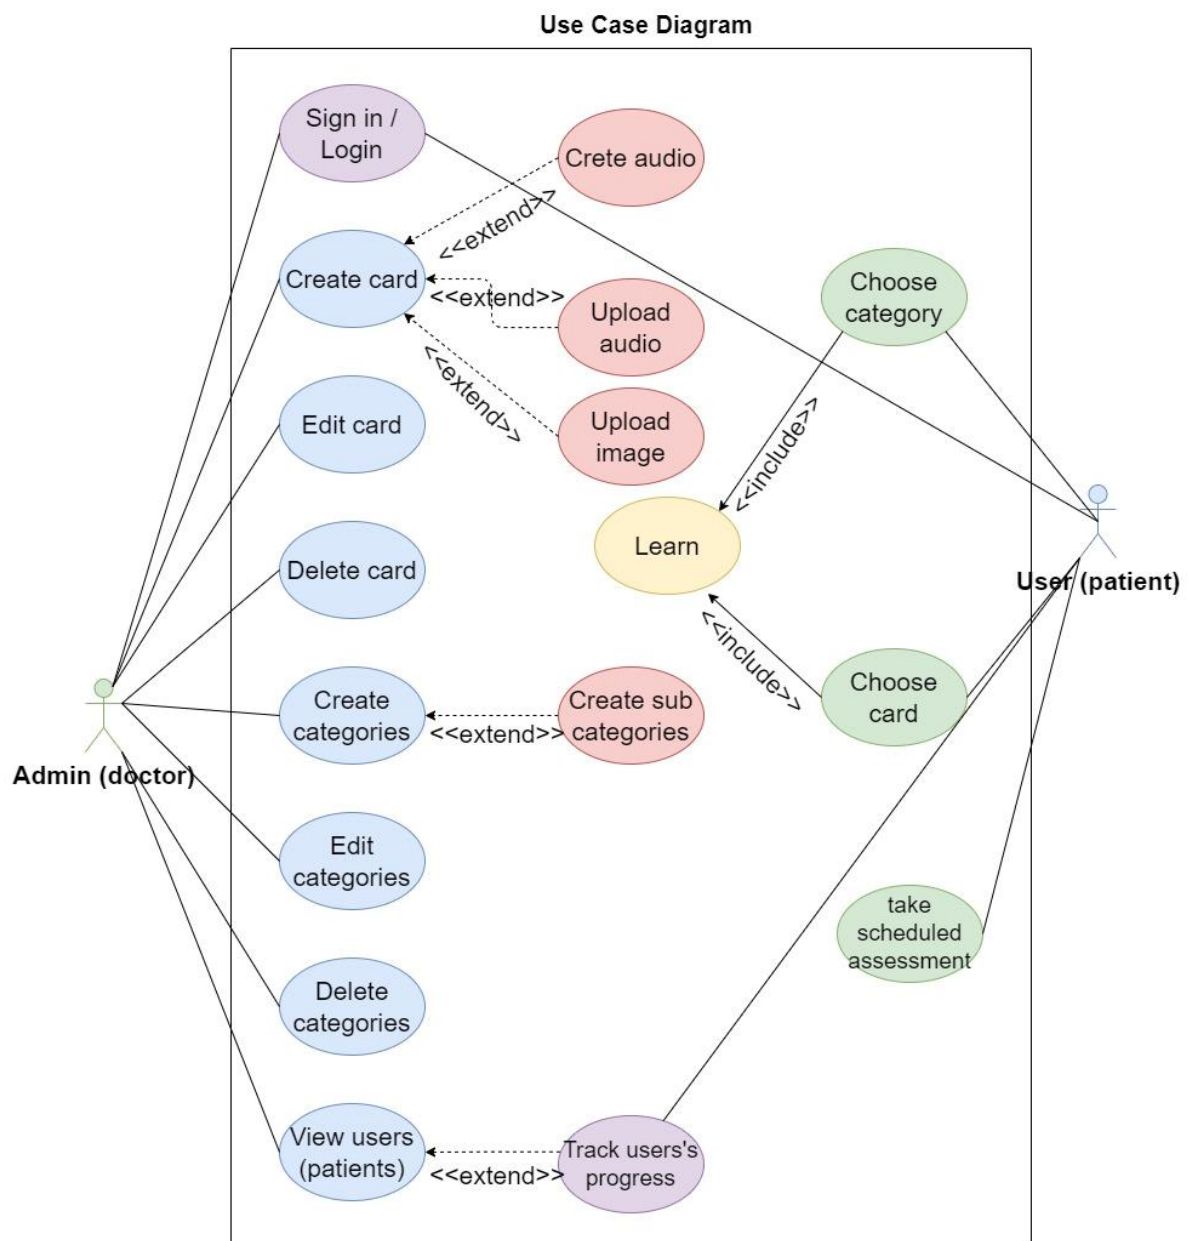 Use Case Diagram
Sign in /
Login
Crete audio
<<extend>>
Create card
<<extend>>
Upload
audio
Choose
category
<<extend>>
Edit card
Upload
image
<<include>>
Learn
Delete card
User (patient)
<<include>>
Create
categories
<<extend>>
Create sub
categories
Choose
card
Admin (doctor)
Edit
categories
take
scheduled
assessment
Delete
categories
View users
(patients)
<<extend>>
Track users's
progress